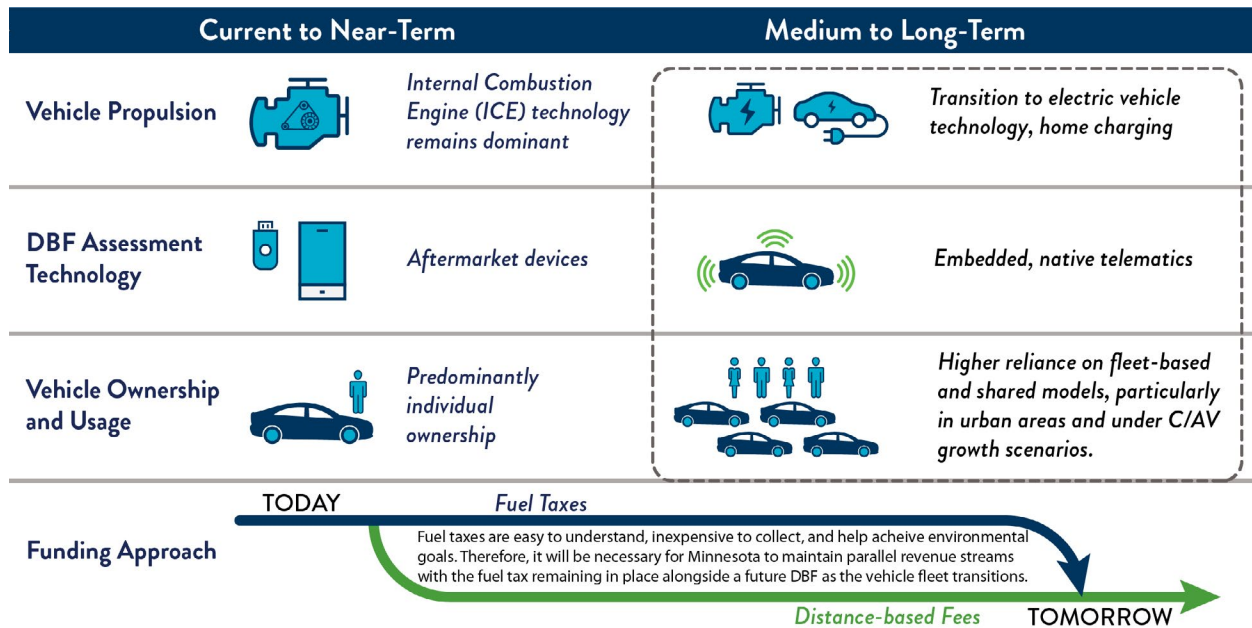 Current to Near-Term
Medium to Long-Term
Vehicle Propulsion
Internal Combustion
Engine (ICE) technology
remains dominant
Transition to electric vehicle
technology, home charging
DBF Assessment
Technology
Aftermarket devices
Embedded, native telematics
Vehicle Ownership
and Usage
Predominantly
individual
ownership
Higher reliance on fleet-based
and shared models, particularly
in urban areas and under C/AV
growth scenarios.
Funding Approach
TODAY
Fuel Taxes
Fuel taxes are easy to understand, inexpensive to collect, and help acheive environmental
goals. Therefore, it will be necessary for Minnesota to maintain parallel revenue streams
with the fuel tax remaining in place alongside a future DBF as the vehicle fleet transitions.
Distance-based Fees
TOMORROW